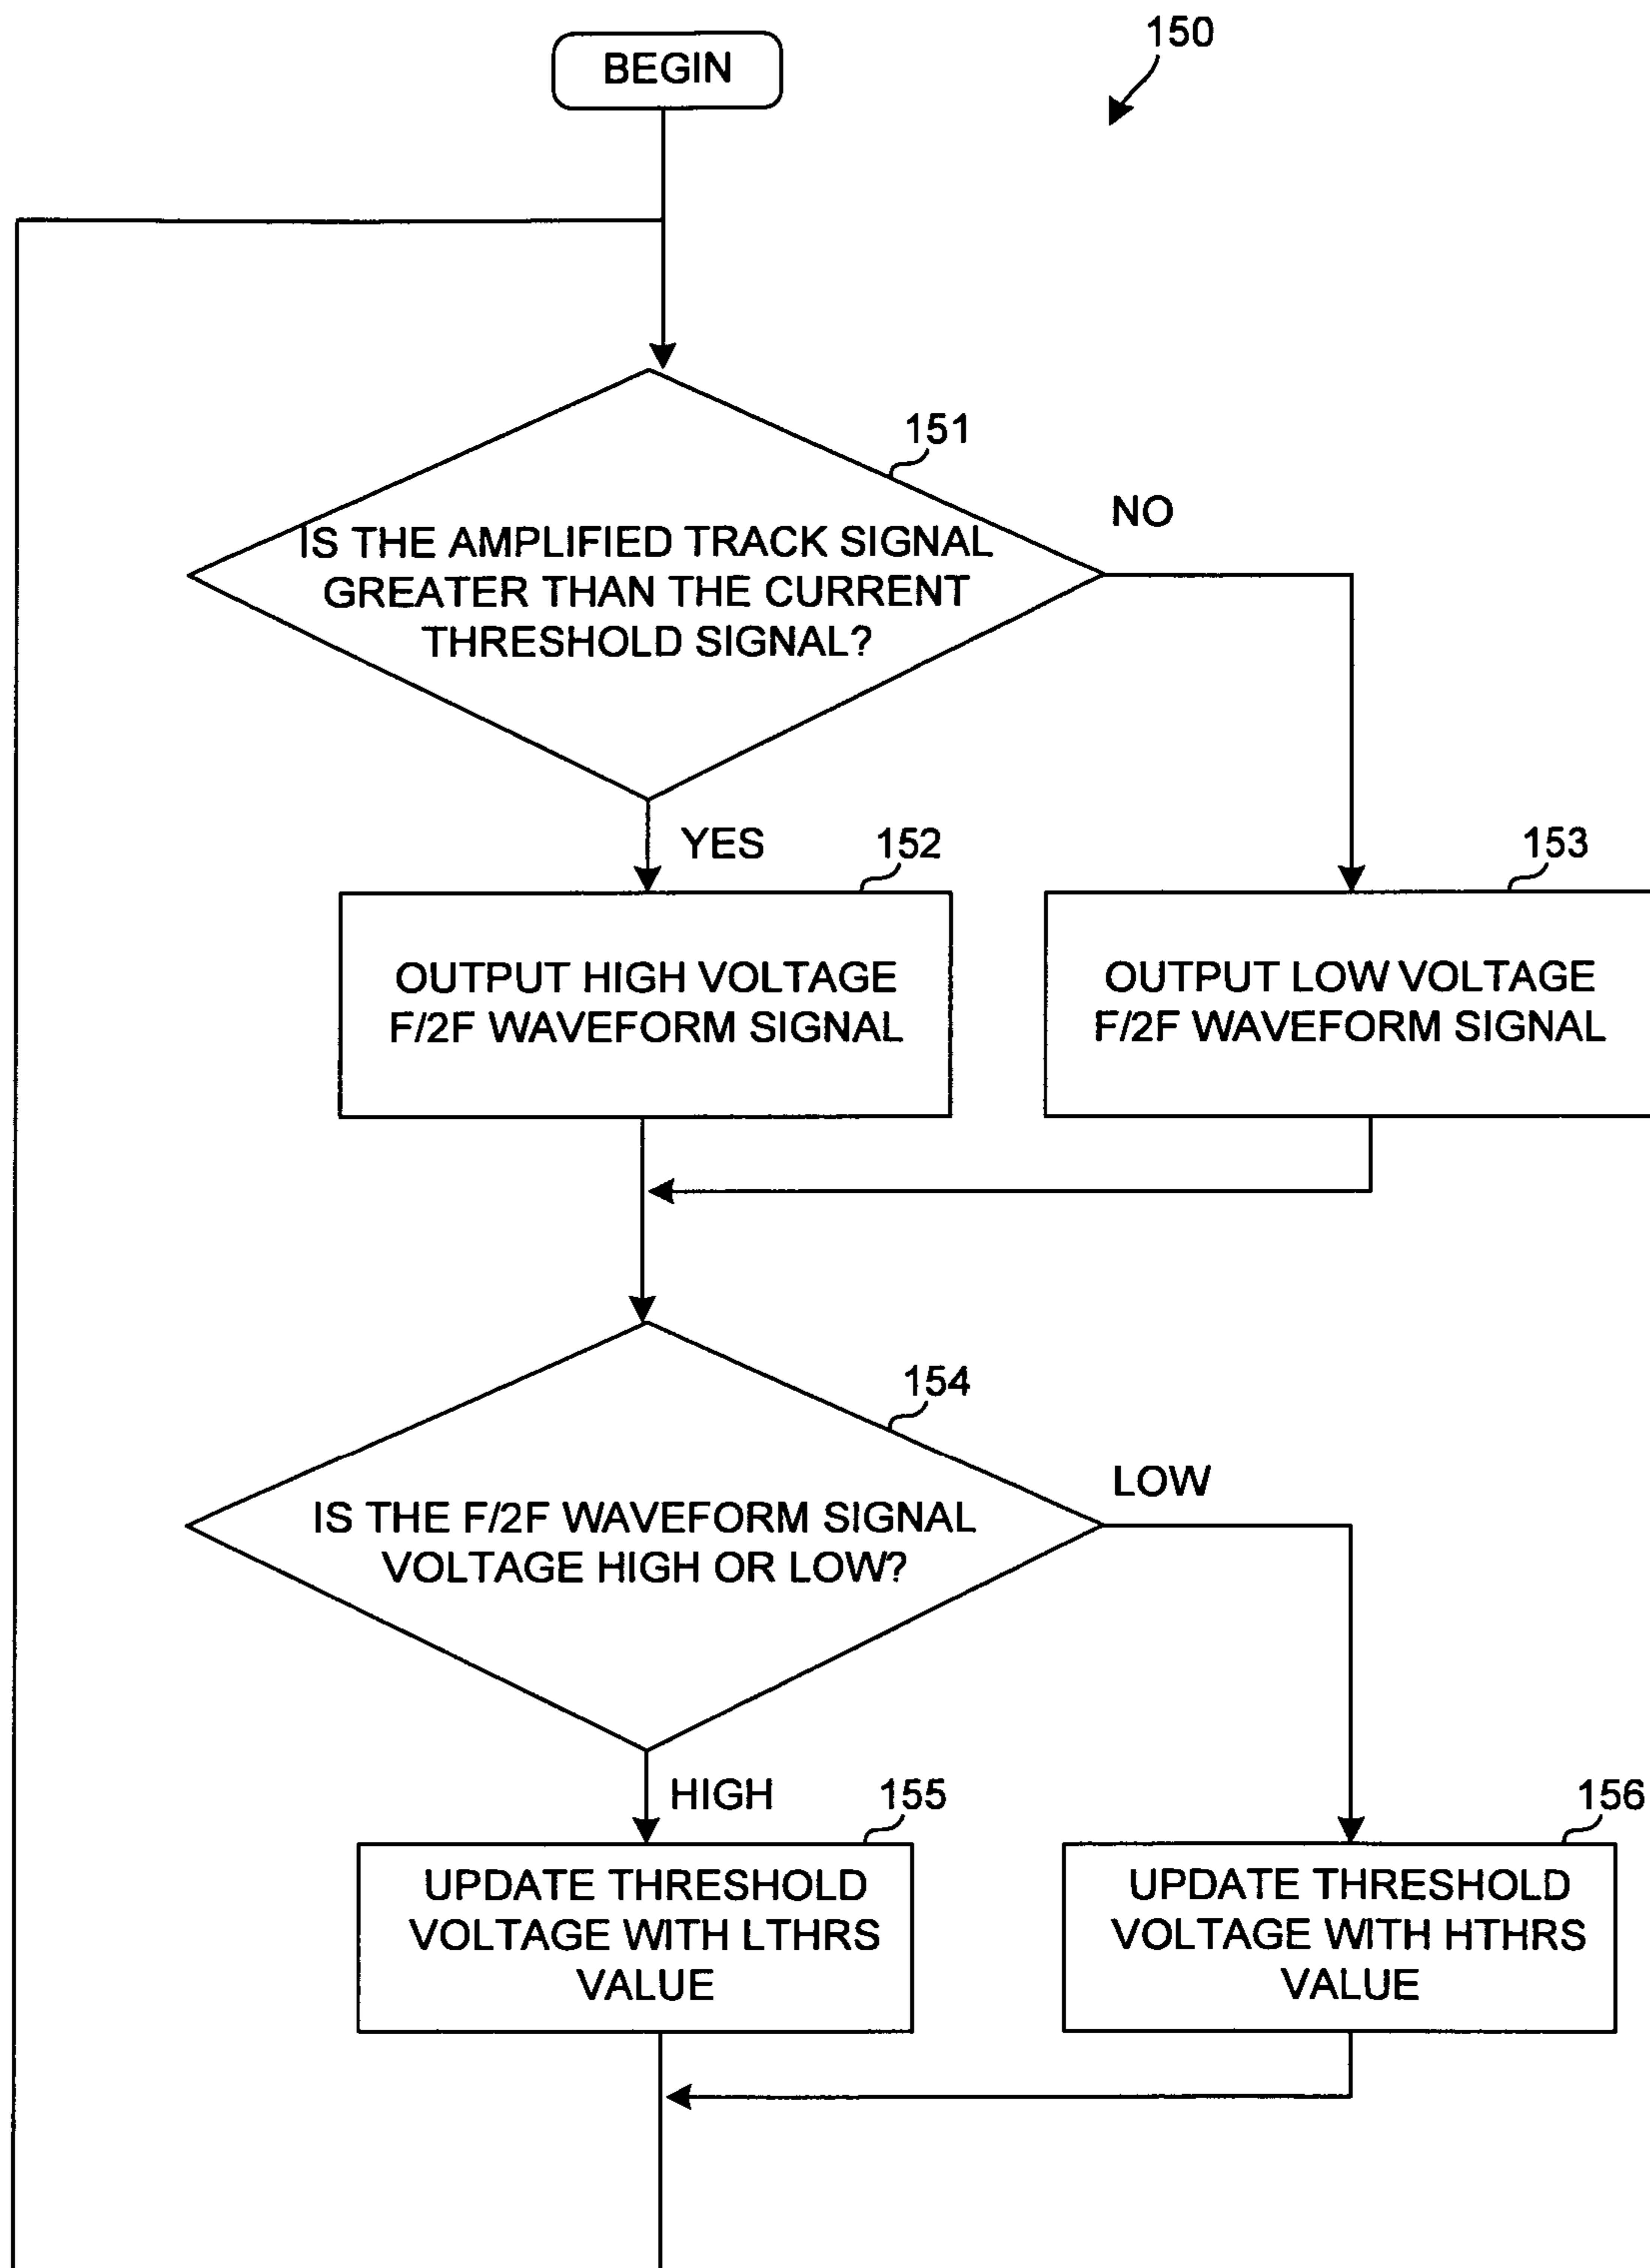 BEGIN
150
151
IS THE AMPLIFIED TRACK SIGNAL
GREATER THAN THE CURRENT
THRESHOLD SIGNAL?
NO
YES
152
153
OUTPUT HIGH VOLTAGE
F/2F WAVEFORM SIGNAL
OUTPUT LOW VOLTAGE
F/2F WAVEFORM SIGNAL
154
IS THE F/2F WAVEFORM SIGNAL
VOLTAGE HIGH OR LOW?
LOW
HIGH
155
156
UPDATE THRESHOLD
VOLTAGE WITH LTHRS
VALUE
UPDATE THRESHOLD
VOLTAGE WITH HTHRS
VALUE